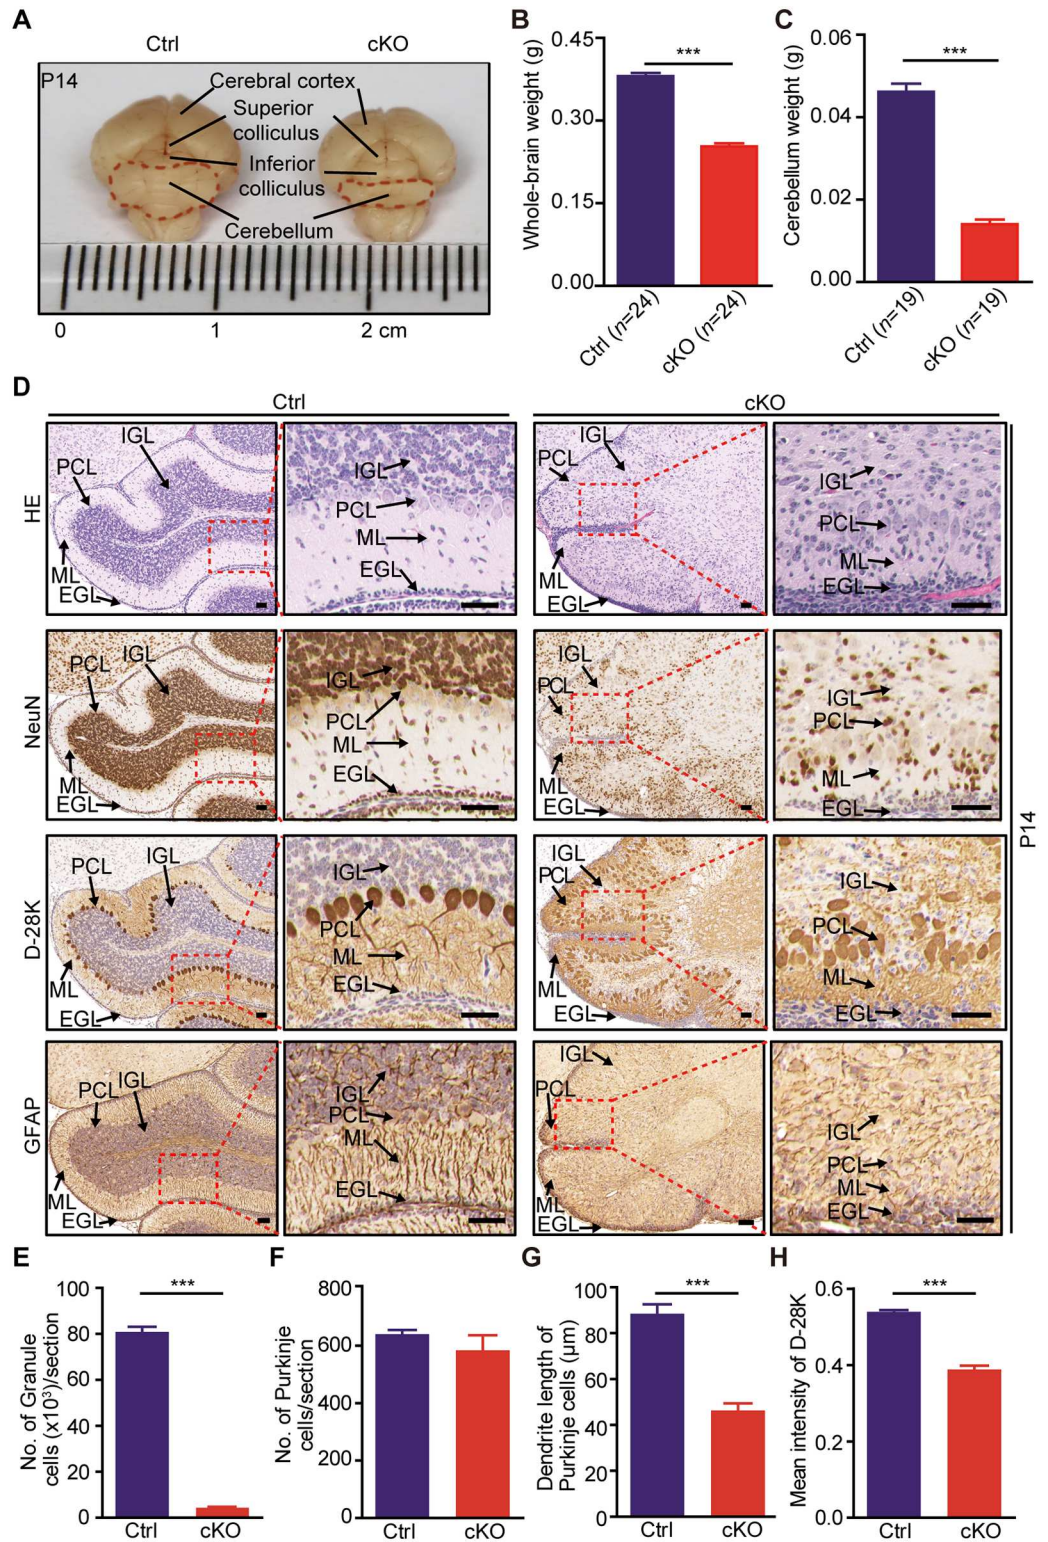 A
Ctrl
cKO
P14
Cerebral cortex
Superior
colliculus
Inferior
colliculus
Cerebellum
0
1
2 cm
B
Whole-brain weight (g)
0.45
0.30
0.15
0.00
***
Ctrl (n=24)
cKO (n=24)
C
Cerebellum weight (g)
0.06
0.04
0.02
0.00
***
Ctrl (n=19)
cKO (n=19)
D
Ctrl
cKO
HE
IGL
PCL
ML
EGL
IGL
PCL
ML
EGL
IGL
PCL
ML
EGL
IGL
PCL
ML
EGL
NeuN
IGL
PCL
ML
EGL
IGL
PCL
ML
EGL
IGL
PCL
ML
EGL
IGL
PCL
ML
EGL
P14
D-28K
IGL
PCL
ML
EGL
IGL
PCL
ML
EGL
IGL
PCL
ML
EGL
IGL
PCL
ML
EGL
GFAP
IGL
PCL
ML
EGL
IGL
PCL
ML
EGL
IGL
PCL
ML
EGL
IGL
PCL
ML
EGL
E
No. of Granule
cells (x10³)/section
100
80
60
40
20
0
***
Ctrl
cKO
F
No. of Purkinje
cells/section
800
600
400
200
0
Ctrl
cKO
G
Dendrite length of
Purkinje cells (µm)
100
80
60
40
20
0
***
Ctrl
cKO
H
Mean intensity of D-28K
0.6
0.4
0.2
0.0
***
Ctrl
cKO